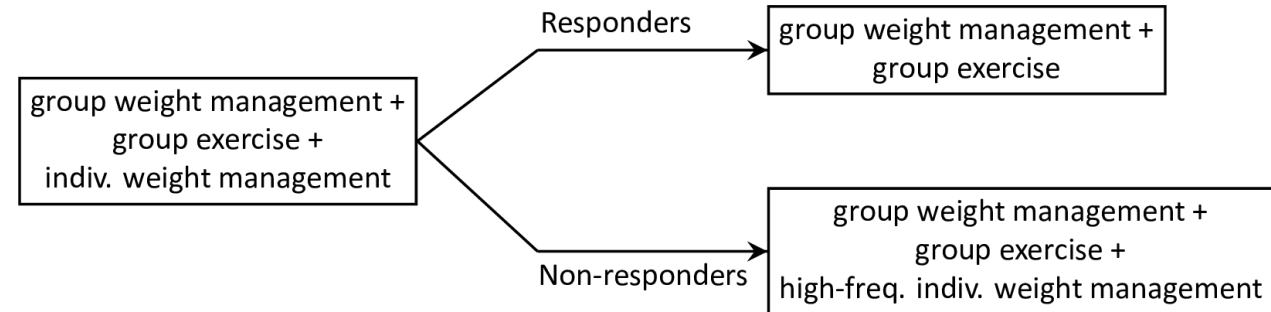 group weight management +
group exercise +
indiv. weight management
Responders
group weight management +
group exercise
Non-responders
group weight management +
group exercise +
high-freq. indiv. weight management